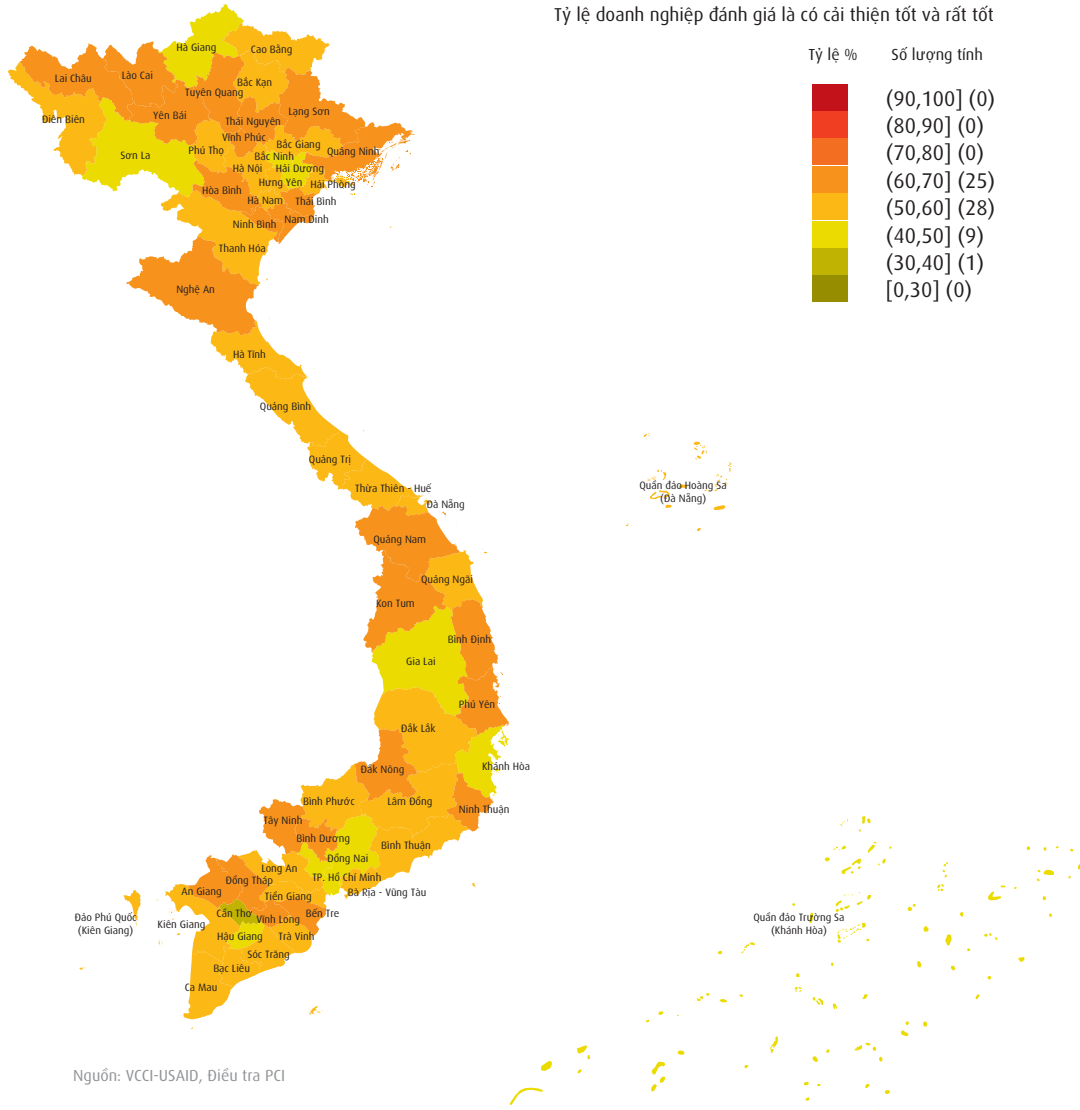 Tỷ lệ doanh nghiệp đánh giá là có cải thiện tốt và rất tốt
Tỷ lệ %
Số lượng tỉnh
(90,100] (0)
(80,90] (0)
(70,80] (0)
(60,70] (25)
(50,60] (28)
(40,50] (9)
(30,40] (1)
[0,30] (0)
Hà Giang
Cao Bằng
Lai Châu
Lào Cai
Bắc Kạn
Tuyên Quang
Điên Biên
Yên Bái
Thái Nguyên
Lạng Sơn
Vĩnh Phúc
Sơn La
Phú Thọ
Bắc Giang
Bắc Ninh
Quảng Ninh
Hà Nội
Hải Dương
Hưng Yên
Hải Phòng
Hòa Bình
Hà Nam
Thái Bình
Ninh Bình
Nam Dinh
Thanh Hóa
Nghệ An
Hà Tĩnh
Quảng Bình
Quảng Trị
Thừa Thiên - Huế
Đà Nẵng
Quần đảo Hoàng Sa
(Đà Nẵng)
Quảng Nam
Quảng Ngãi
Kon Tum
Bình Định
Gia Lai
Phú Yên
Đắk Lắk
Đắk Nông
Khánh Hòa
Bình Phước
Lâm Đồng
Ninh Thuận
Tây Ninh
Bình Dương
Bình Thuận
Đồng Nai
Long An
TP. Hồ Chí Minh
Đồng Tháp
An Giang
Tiền Giang
Bà Rịa - Vũng Tàu
Đảo Phú Quốc
(Kiên Giang)
Kiên Giang
Cần Thơ
Vĩnh Long
Bến Tre
Hậu Giang
Trà Vinh
Sóc Trăng
Bạc Liêu
Ca Mau
Quần đảo Trường Sa
(Khánh Hòa)
Nguồn: VCCI-USAID, Điều tra PCI